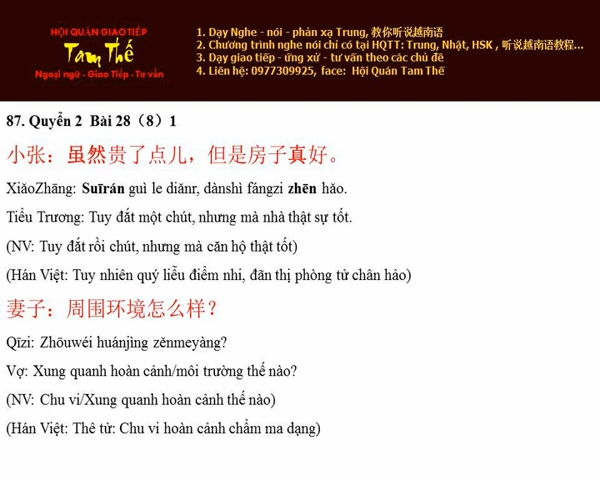 HỘI QUÁN GIAO TIẾP
Tam Thế
Ngoại ngữ - Giao Tiếp - Tư vấn
1. Dạy Nghe - nói - phản xạ Trung, 教你听说越南语
2. Chương trình nghe nói chỉ có tại HQTT: Trung, Nhật, HSK , 听说越南语教程...
3. Dạy giao tiếp - ứng xử - tư vấn theo các chủ đề
4. Liên hệ: 0977309925, face: Hội Quán Tam Thế
87. Quyển 2 Bài 28（8）1
小张：虽然贵了点儿，但是房子真好。
XiǎoZhāng: Suīrán guì le diǎnr, dànshì fángzi zhēn hǎo.
Tiểu Trương: Tuy đắt một chút, nhưng mà nhà thật sự tốt.
(NV: Tuy đắt rồi chút, nhưng mà căn hộ thật tốt)
(Hán Việt: Tuy nhiên quý liễu điểm nhi, đãn thị phòng tử chân hảo)
妻子：周围环境怎么样？
Qīzi: Zhōuwéi huánjìng zěnmeyàng?
Vợ: Xung quanh hoàn cảnh/môi trường thế nào?
(NV: Chu vi/Xung quanh hoàn cảnh thế nào)
(Hán Việt: Thê tử: Chu vi hoàn cảnh chẩm ma dạng)